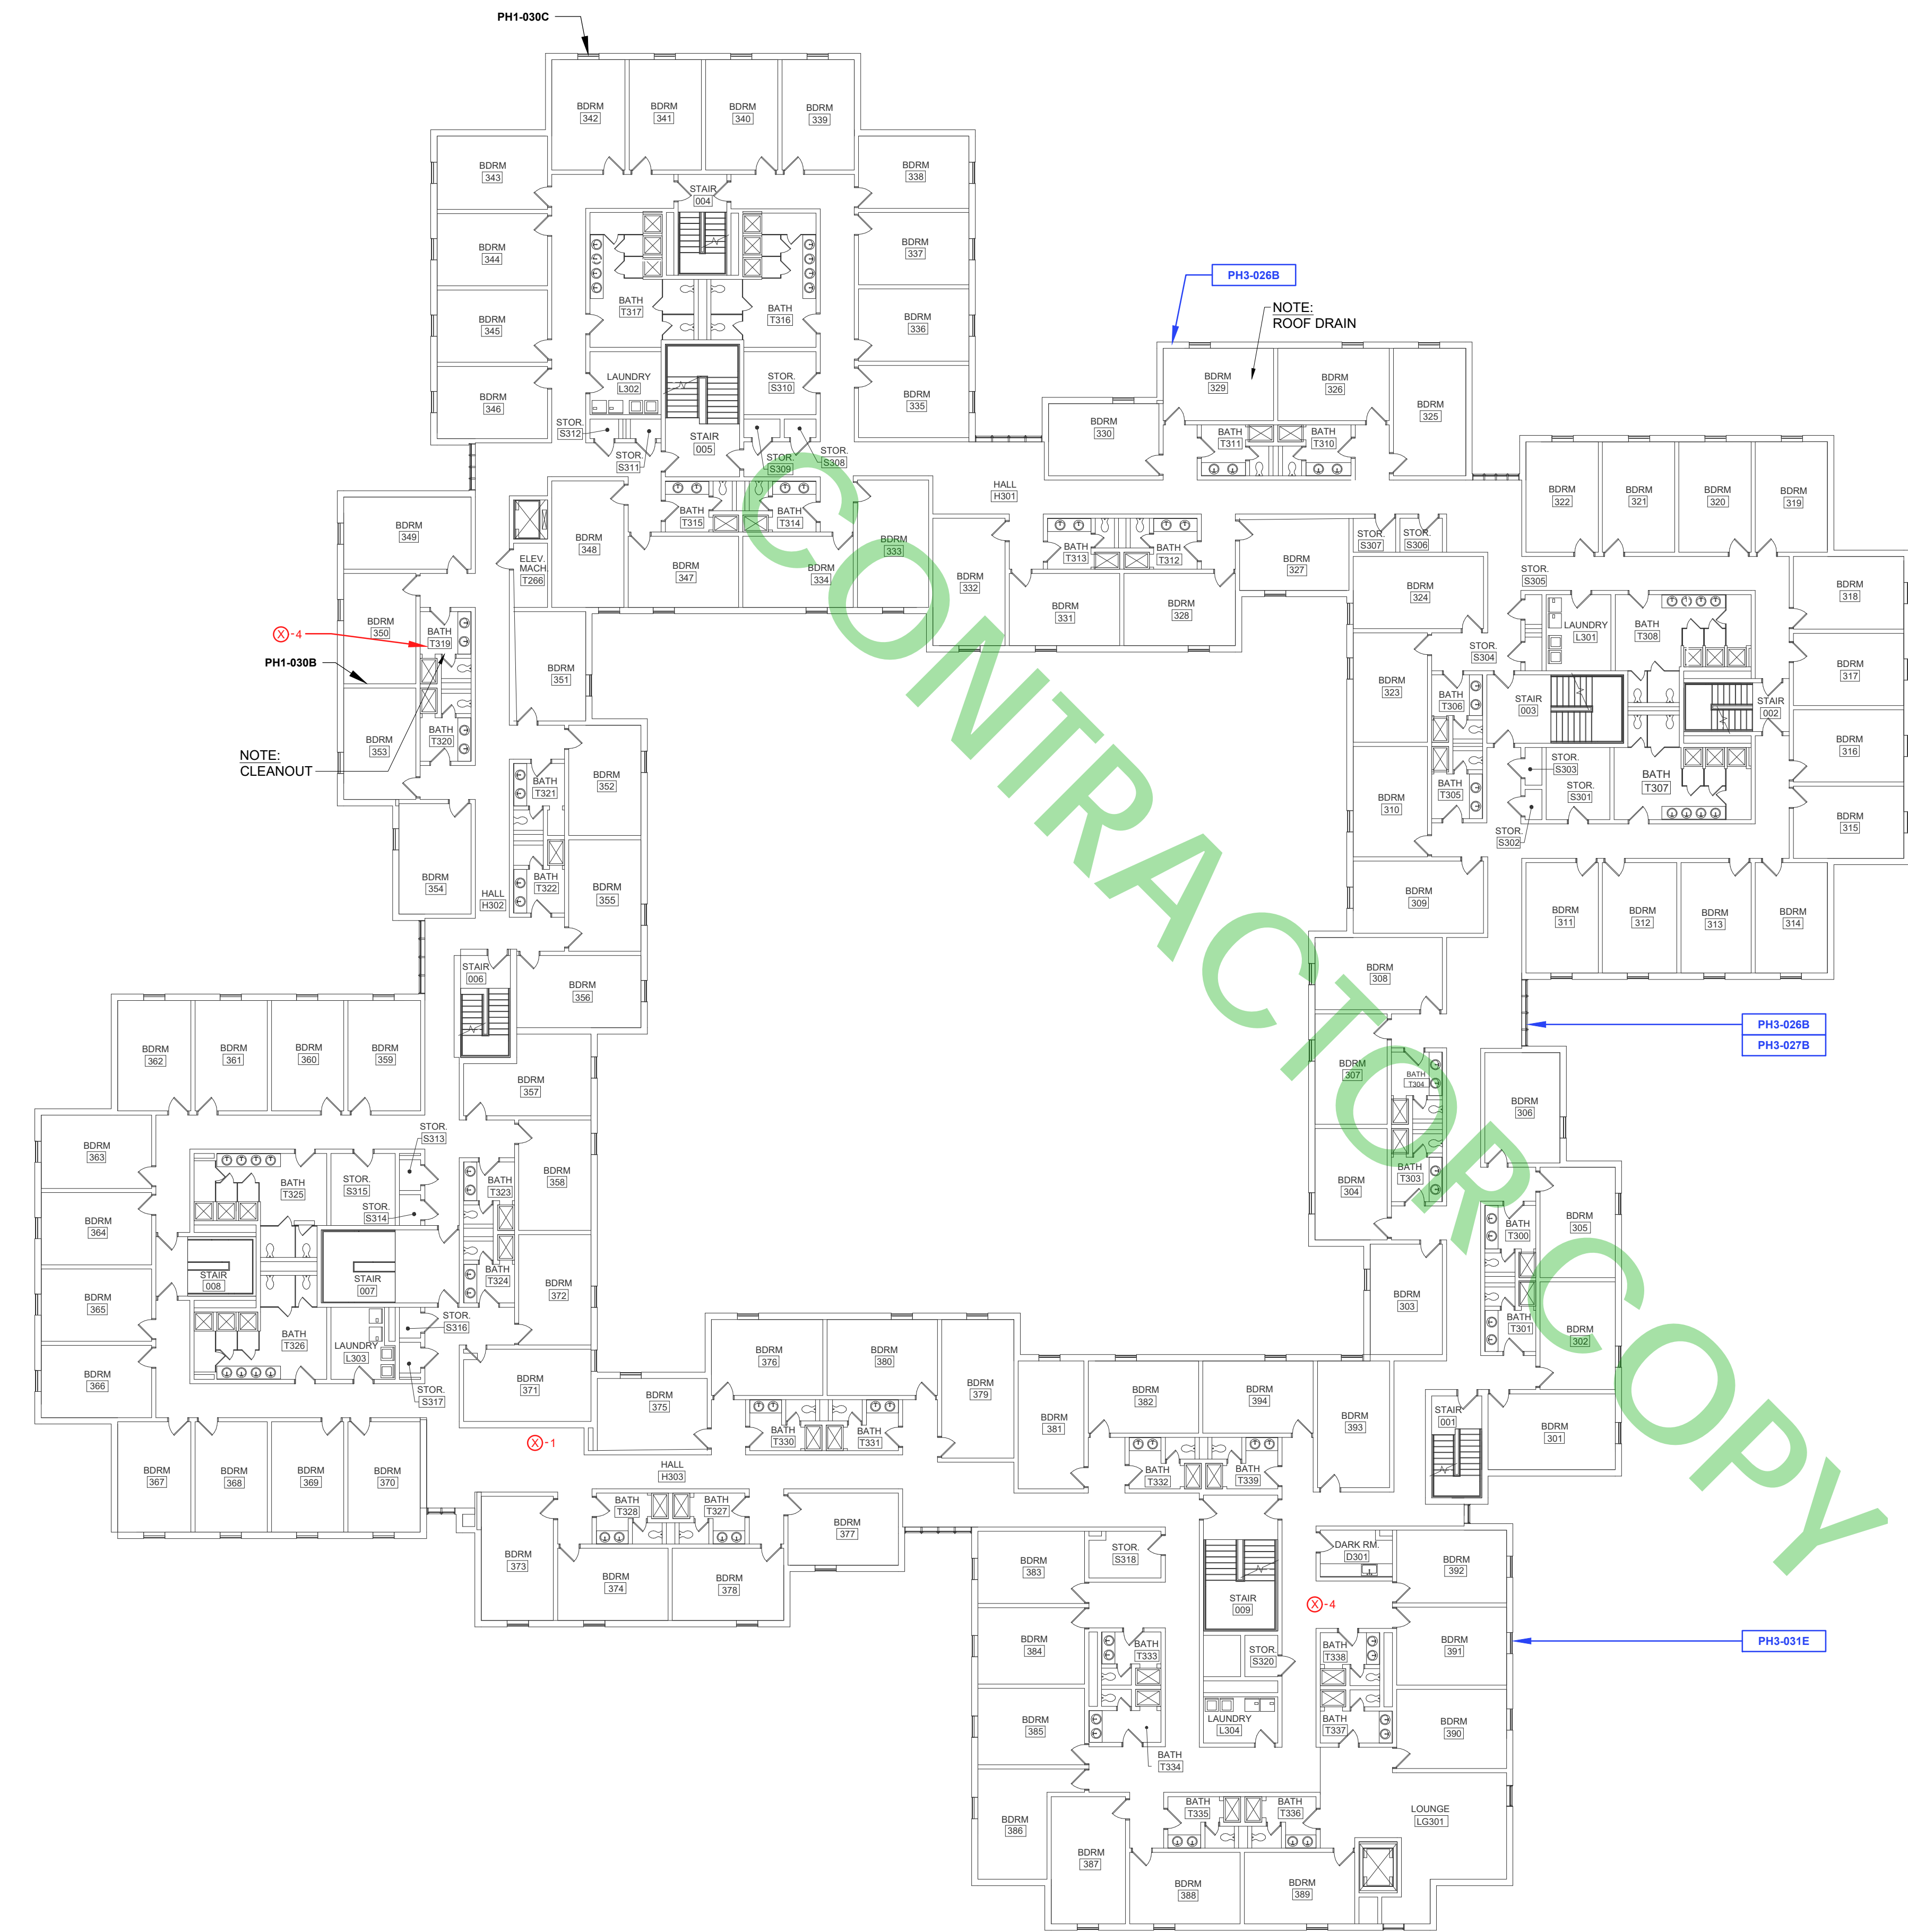 PH1-030C
BDRM
342
BDRM
341
BDRM
340
BDRM
339
BDRM
343
BDRM
338
STAIR
004
BDRM
344
BDRM
337
BATH
T317
BATH
T316
BDRM
345
BDRM
336
LAUNDRY
L302
STOR.
S310
BDRM
346
BDRM
335
STOR.
S312
STAIR
005
STOR.
S311
STOR.
S309
STOR.
S308
PH3-026B
NOTE:
ROOF DRAIN
BDRM
329
BDRM
326
BDRM
325
BDRM
330
BATH
T311
BATH
T310
HALL
H301
BDRM
322
BDRM
321
BDRM
320
BDRM
319
BDRM
349
BDRM
348
BATH
T315
BATH
T314
BDRM
333
ELEV.
MACH.
T266
BDRM
347
BDRM
334
BDRM
332
BATH
T313
BATH
T312
BDRM
327
STOR.
S307
STOR.
S306
BDRM
331
BDRM
328
BDRM
324
STOR.
S305
BDRM
318
X-4
BDRM
350
BATH
T319
PH1-030B
LAUNDRY
L301
BATH
T308
STOR.
S304
BDRM
351
BDRM
323
BDRM
317
BATH
T306
STAIR
003
STAIR
002
BDRM
353
BATH
T320
NOTE:
CLEANOUT
BDRM
316
BDRM
352
BATH
T321
STOR.
S303
STOR.
S301
BATH
T307
BATH
T305
BDRM
310
BDRM
315
STOR.
S302
BDRM
354
BATH
T322
BDRM
355
HALL
H302
BDRM
309
BDRM
311
BDRM
312
BDRM
313
BDRM
314
STAIR
006
BDRM
356
BDRM
308
PH3-026B
PH3-027B
BDRM
362
BDRM
361
BDRM
360
BDRM
359
BDRM
357
BDRM
307
BATH
T304
BDRM
306
BDRM
363
STOR.
S313
BDRM
358
BATH
T325
STOR.
S315
BATH
T323
STOR.
S314
BDRM
304
BATH
T303
BDRM
364
BDRM
305
BATH
T300
STAIR
008
STAIR
007
BATH
T324
BDRM
372
BDRM
365
BDRM
303
STOR.
S316
BATH
T326
LAUNDRY
L303
BATH
T301
BDRM
302
BDRM
376
BDRM
380
BDRM
366
BDRM
371
STOR.
S317
BDRM
375
BDRM
379
BDRM
382
BDRM
394
BDRM
381
BDRM
393
STAIR
001
BDRM
301
X-1
BATH
T330
BATH
T331
HALL
H303
BDRM
367
BDRM
368
BDRM
369
BDRM
370
BATH
T332
BATH
T339
BATH
T328
BATH
T327
BDRM
377
BDRM
373
BDRM
374
BDRM
378
BDRM
383
STOR.
S318
DARK RM.
D301
BDRM
392
STAIR
009
X-4
BDRM
384
BATH
T333
STOR.
S320
BATH
T338
BDRM
391
PH3-031E
BDRM
385
LAUNDRY
L304
BATH
T337
BDRM
390
BATH
T334
BDRM
386
BATH
T335
BATH
T336
LOUNGE
LG301
BDRM
387
BDRM
388
BDRM
389
CONTRACTOR COPY